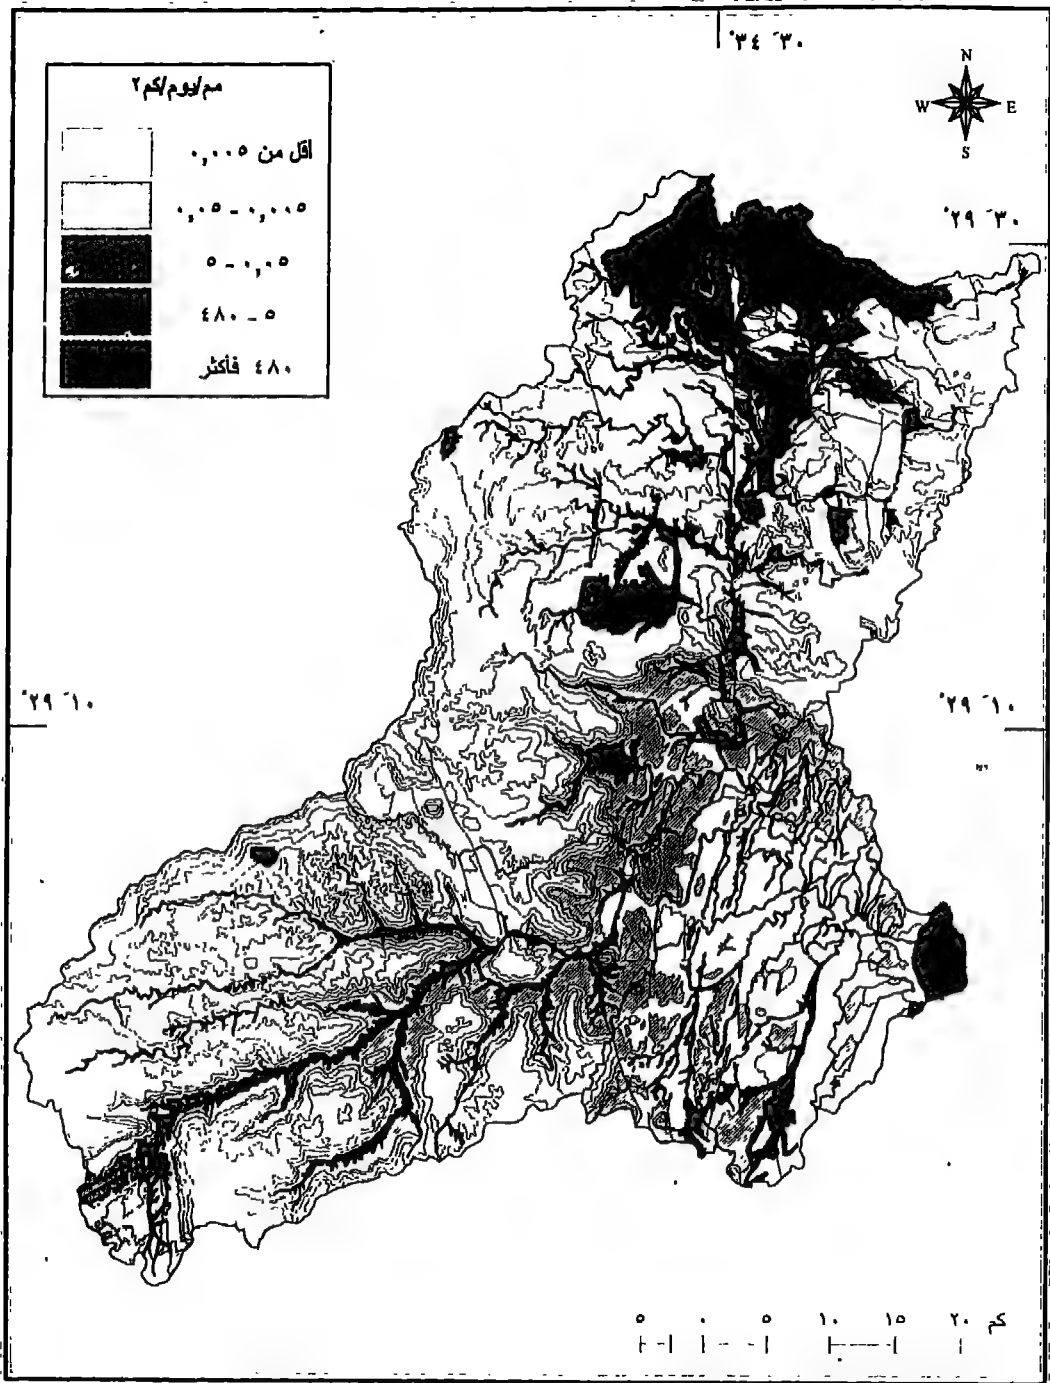 °٣٤ ´٣٠
N
W E
S
مم/يوم/كم٢
أقل من ٠,٠٠٥
٠,٠٠٥ - ٠,٠٥
٠,٠٥ - ٥
٥ - ٤٨٠
٤٨٠ فأكثر
°٢٩ ´٣٠
°٢٩ ´١٠
°٢٩ ´١٠
٥ ٠ ٥ ١٠ ١٥ ٢٠ كم